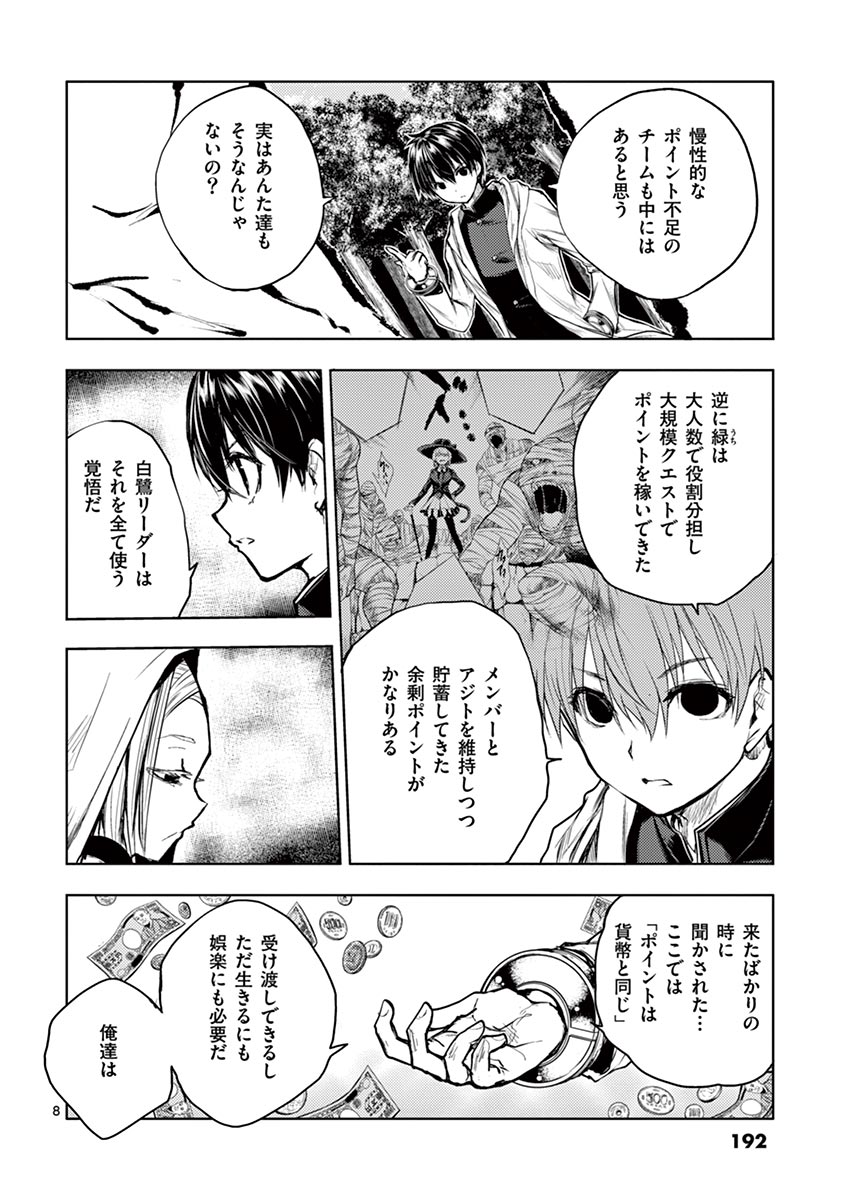 慢性的な
ポイント不足の
チームも中には
あると思う
実はあんた達も
そうなんじゃ
ないの？
逆に緑は
うち
大人数で役割分担し
大規模クエストで
ポイントを稼いできた
メンバーと
アジトを維持しつつ
貯蓄してきた
余剰ポイントが
かなりある
白鷺リーダーは
それを全て使う
覚悟だ
来たばかりの
時に
聞かされた…
ここでは
「ポイントは
貨幣と同じ」
受け渡しできるし
ただ生きるにも
娯楽にも必要だ
俺達は
8
192